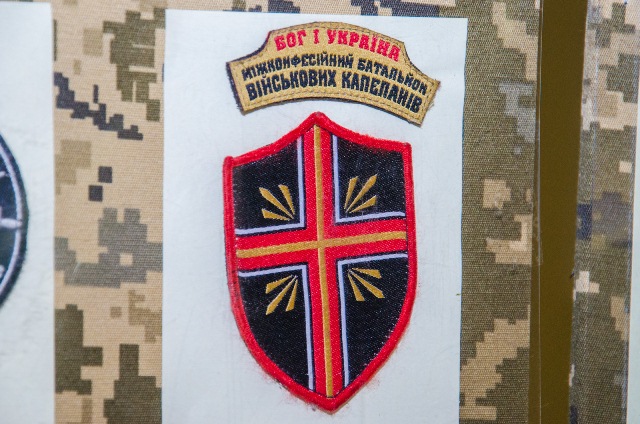 БОГ І УКРАЇНА
МІЖКОНФЕСІЙНИЙ БАТАЛЬЙОН
ВІЙСЬКОВИХ КАПЕЛАНІВ